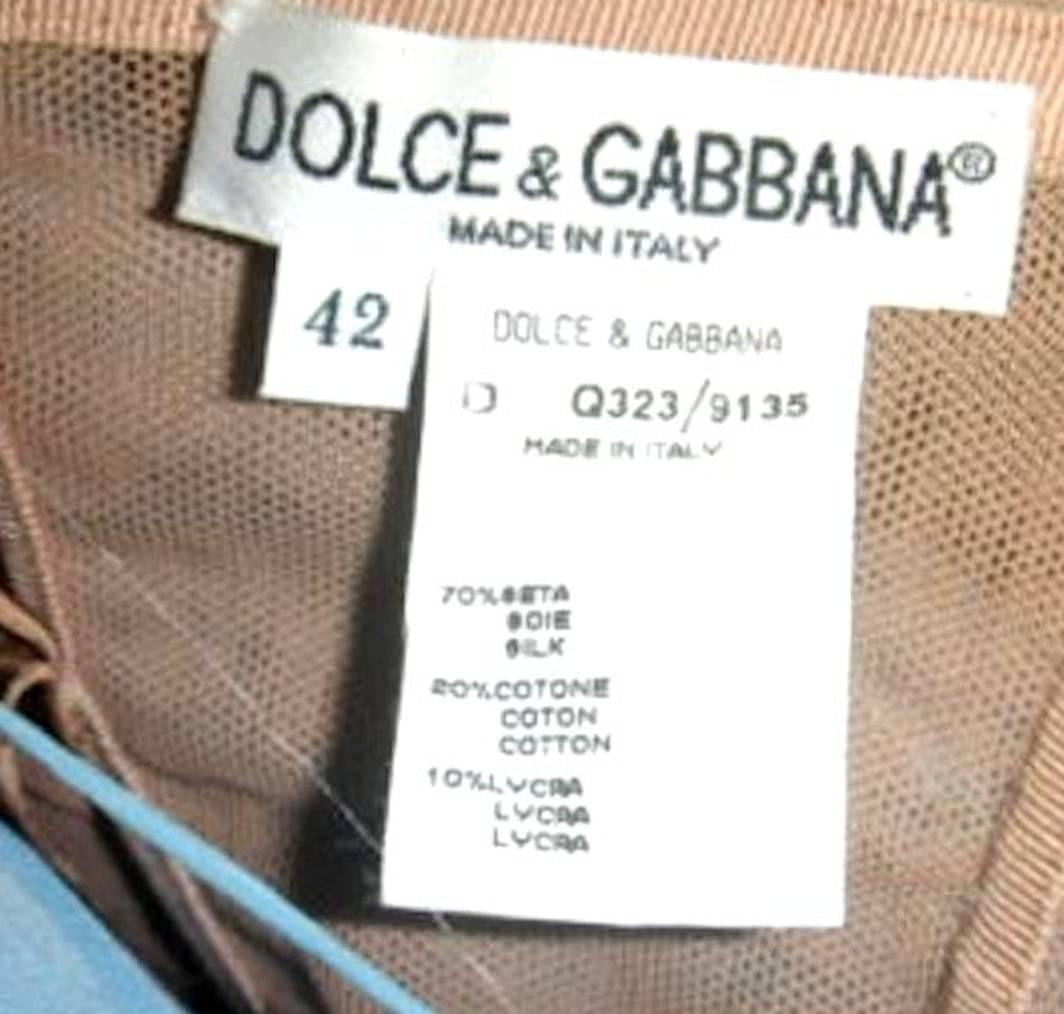 DOLCE & GABBANA®
MADE IN ITALY
42
DOLCE & GABBANA
D Q323/9135
MADE IN ITALY
70%SETA
SOIE
SILK
20%COTONE
COTON
COTTON
10%LYCRA
LYCRA
LYCRA